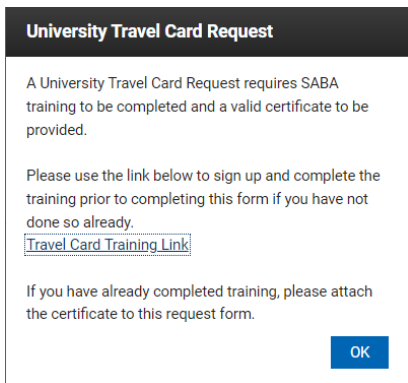 University Travel Card Request
A University Travel Card Request requires SABA
training to be completed and a valid certificate to be
provided.
Please use the link below to sign up and complete the
training prior to completing this form if you have not
done so already.
Travel Card Training Link
If you have already completed training, please attach
the certificate to this request form.
OK